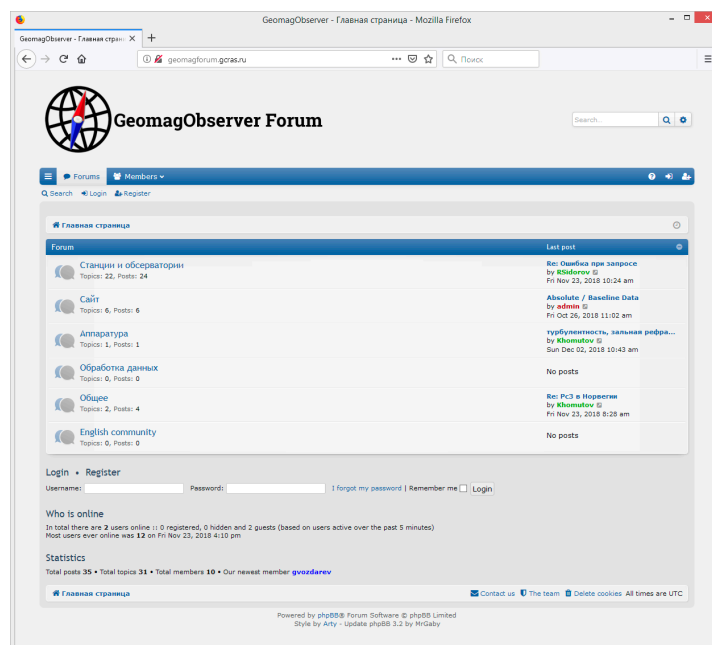 GeomagObserver - Главная страница - Mozilla Firefox
GeomagObserver - Главная страни
geomagforum.gcras.ru
Поиск
GeomagObserver Forum
Search…
Forums Members
Search Login Register
Главная страница
Forum Last post
Станции и обсерватории
Topics: 22, Posts: 24
Re: Ошибка при запросе
by RSidorov
Fri Nov 23, 2018 10:24 am
Сайт
Topics: 6, Posts: 6
Absolute / Baseline Data
by admin
Fri Oct 26, 2018 11:02 am
Аппаратура
Topics: 1, Posts: 1
турбулентность, зальная рефра...
by Khomutov
Sun Dec 02, 2018 10:43 am
Обработка данных
Topics: 0, Posts: 0
No posts
Общее
Topics: 2, Posts: 4
Re: Pc3 в Норвегии
by Khomutov
Fri Nov 23, 2018 8:28 am
English community
Topics: 0, Posts: 0
No posts
Login • Register
Username: Password: I forgot my password | Remember me Login
Who is online
In total there are 2 users online :: 0 registered, 0 hidden and 2 guests (based on users active over the past 5 minutes)
Most users ever online was 12 on Fri Nov 23, 2018 4:10 pm
Statistics
Total posts 35 • Total topics 31 • Total members 10 • Our newest member gvozdarev
Главная страница Contact us The team Delete cookies All times are UTC
Powered by phpBB® Forum Software © phpBB Limited
Style by Arty - Update phpBB 3.2 by MrGaby